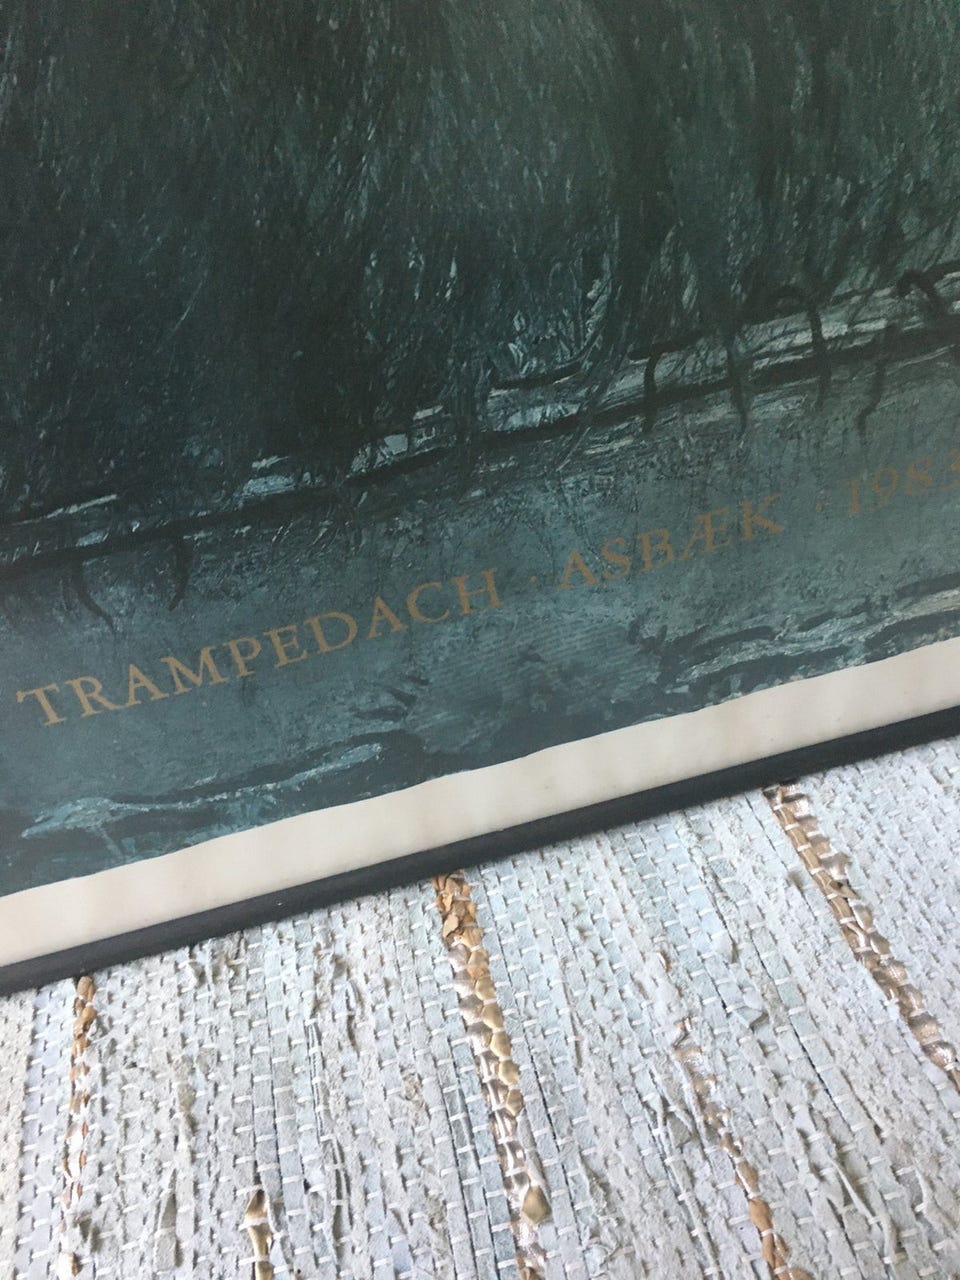 TRAMPEDACH · ASBÆK · 1983